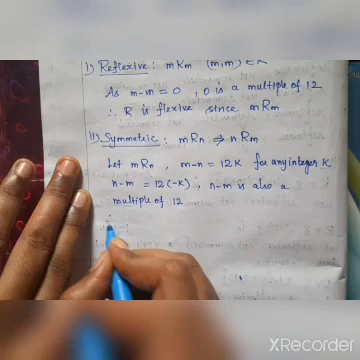 i) Reflexive: mRm (m,m) ∈ R
As m-m = 0 , 0 is a multiple of 12
∴ R is flexive since mRm
ii) Symmetric: mRn ⇒ nRm
Let mRn , m-n = 12K for any integer K
n-m = 12(-K) , n-m is also a
multiple of 12
∴
XRecorder